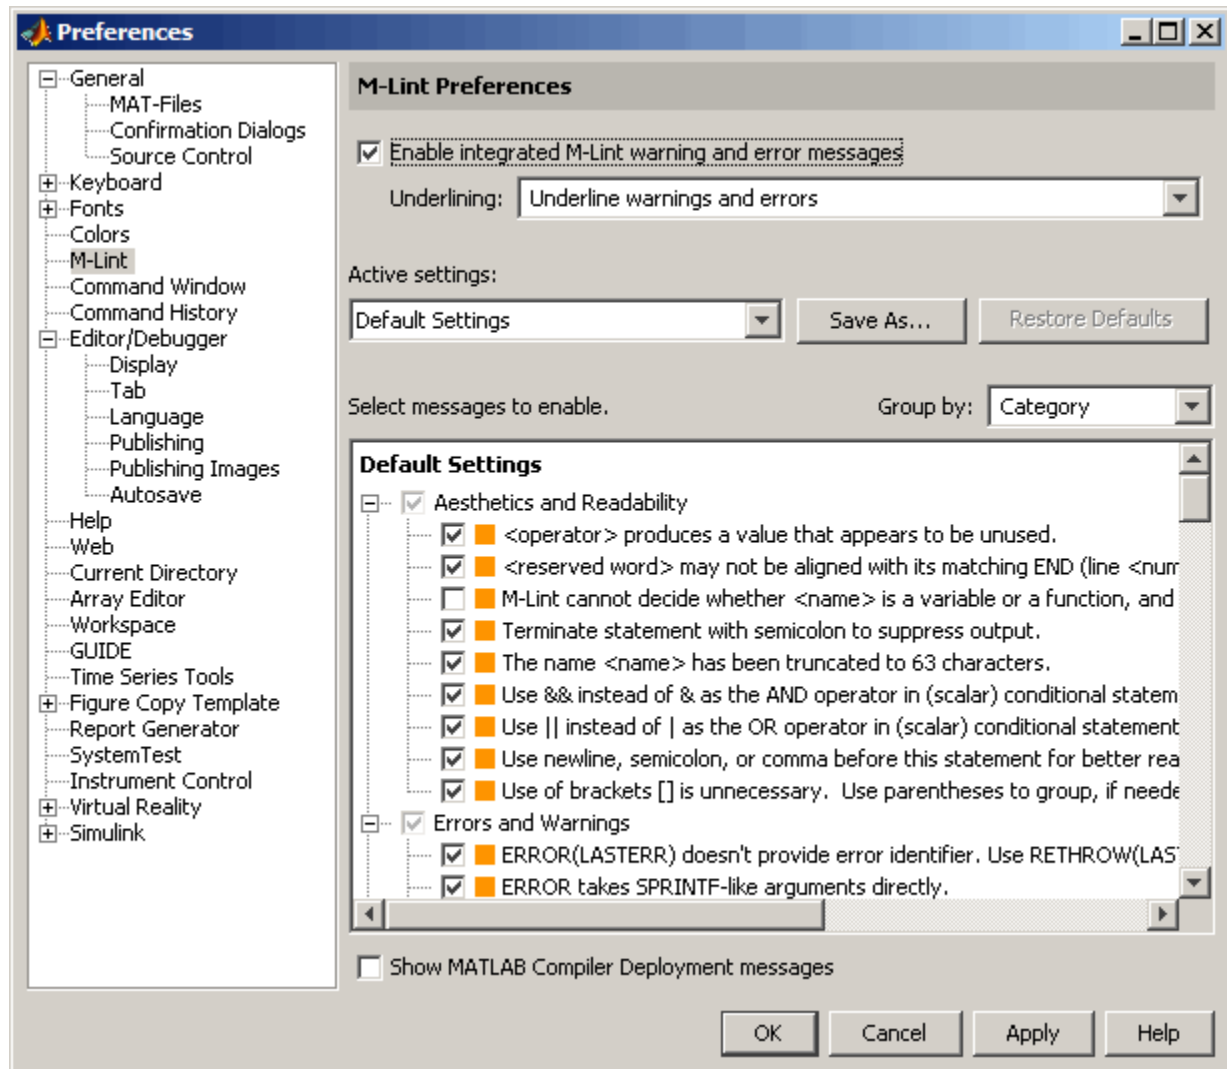 Preferences
General
MAT-Files
Confirmation Dialogs
Source Control
Keyboard
Fonts
Colors
M-Lint
Command Window
Command History
Editor/Debugger
Display
Tab
Language
Publishing
Publishing Images
Autosave
Help
Web
Current Directory
Array Editor
Workspace
GUIDE
Time Series Tools
Figure Copy Template
Report Generator
SystemTest
Instrument Control
Virtual Reality
Simulink
M-Lint Preferences
Enable integrated M-Lint warning and error messages
Underlining: Underline warnings and errors
Active settings:
Default Settings Save As... Restore Defaults
Select messages to enable. Group by: Category
Default Settings
Aesthetics and Readability
<operator> produces a value that appears to be unused.
<reserved word> may not be aligned with its matching END (line <num
M-Lint cannot decide whether <name> is a variable or a function, and
Terminate statement with semicolon to suppress output.
The name <name> has been truncated to 63 characters.
Use && instead of & as the AND operator in (scalar) conditional statem
Use || instead of | as the OR operator in (scalar) conditional statement
Use newline, semicolon, or comma before this statement for better rea
Use of brackets [] is unnecessary. Use parentheses to group, if neede
Errors and Warnings
ERROR(LASTERR) doesn't provide error identifier. Use RETHROW(LAS
ERROR takes SPRINTF-like arguments directly.
Show MATLAB Compiler Deployment messages
OK Cancel Apply Help